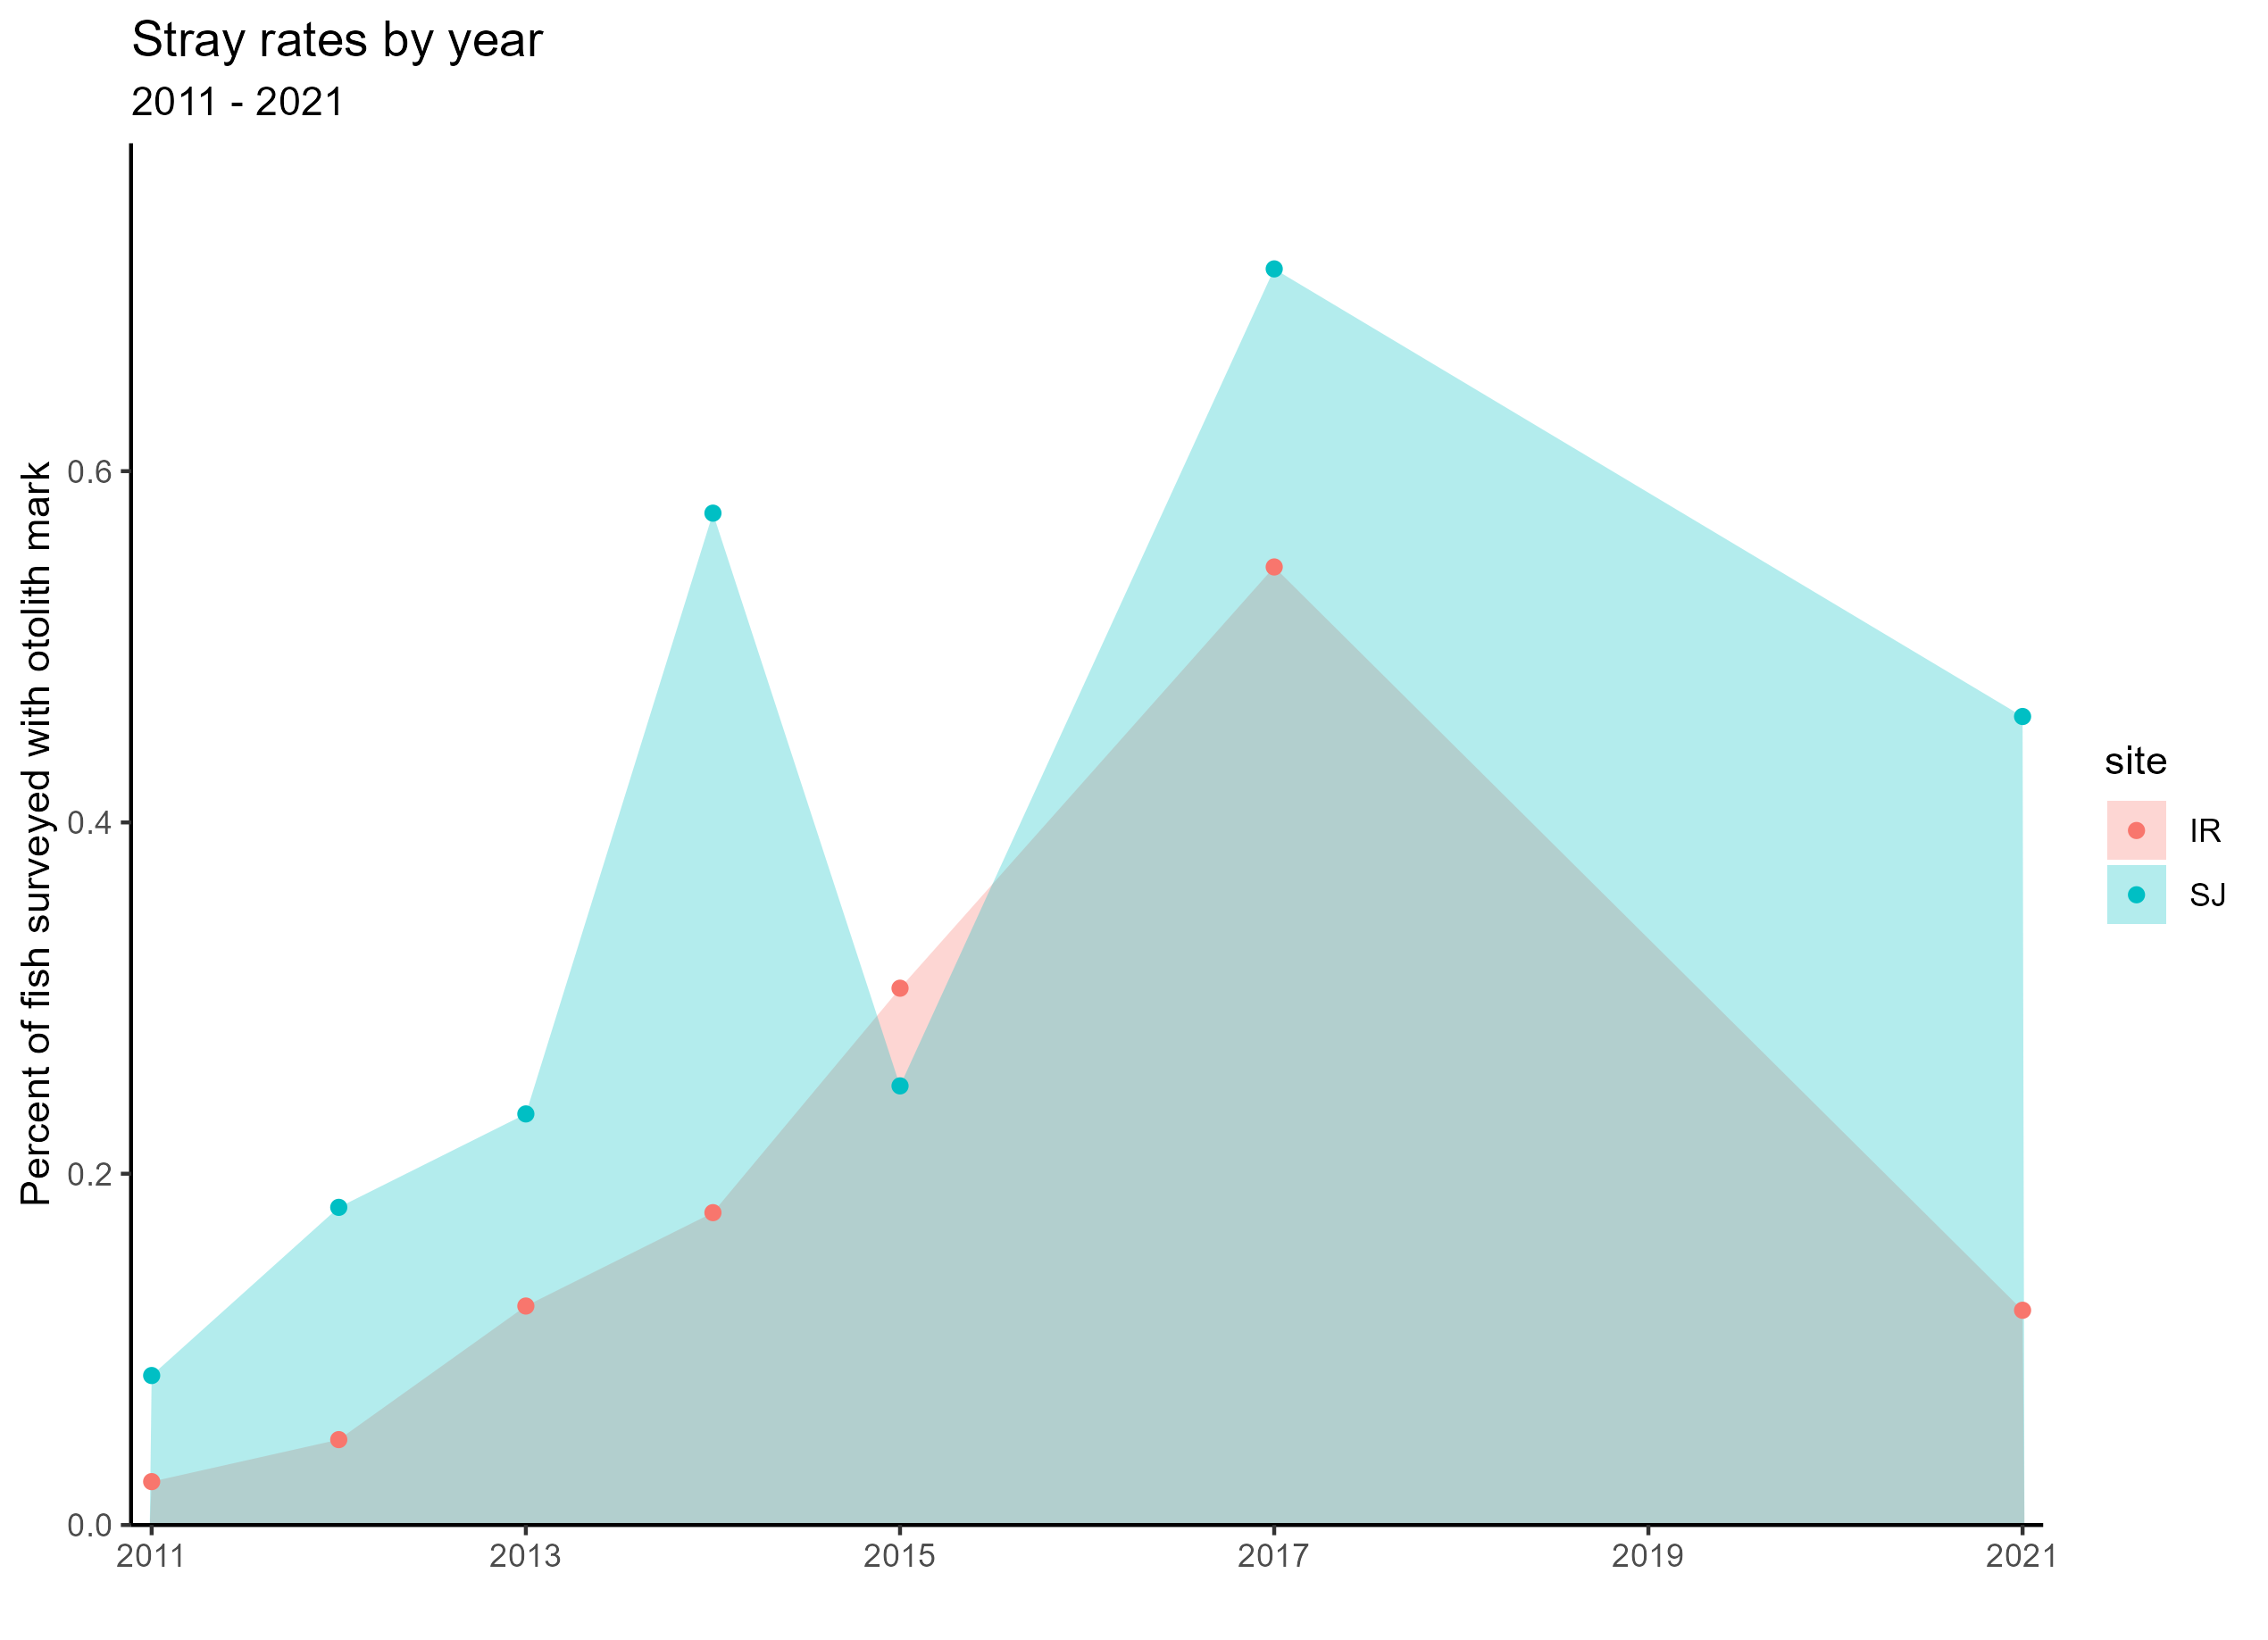 Stray rates by year
2011 - 2021
Percent of fish surveyed with otolith mark
0.6
0.4
0.2
0.0
2011 2013 2015 2017 2019 2021
site
IR
SJ